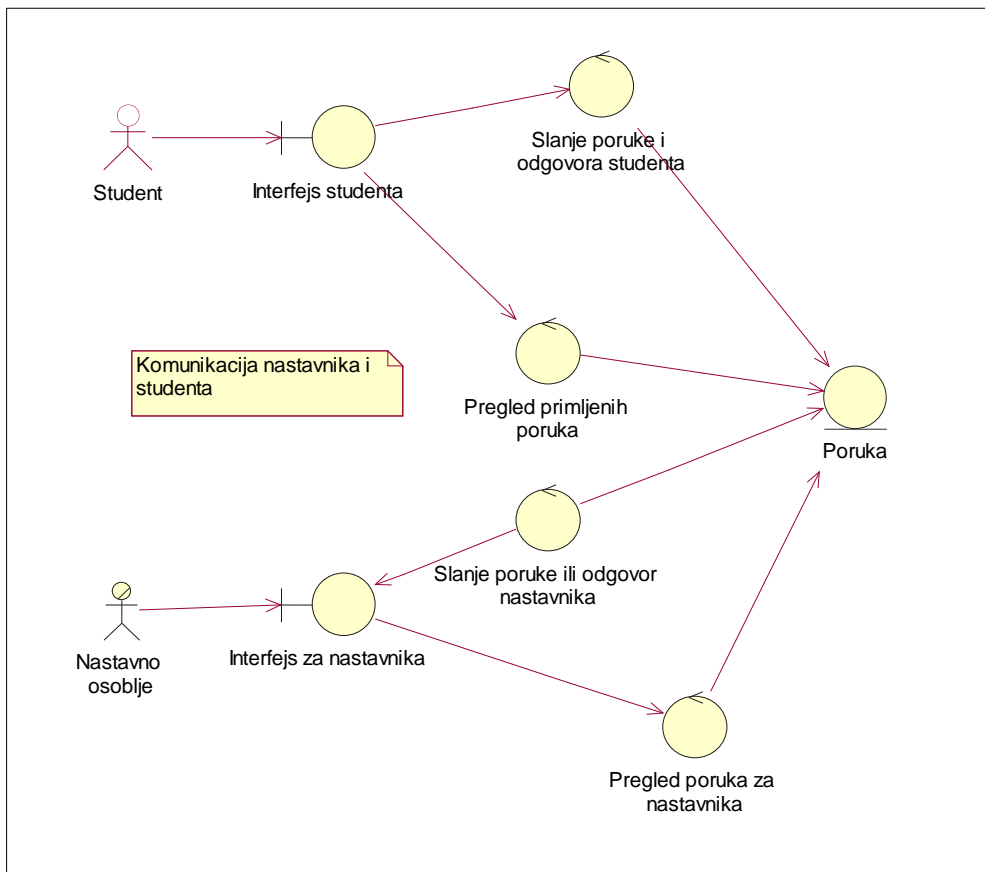 Slanje poruke i
odgovora studenta
Student
Interfejs studenta
Komunikacija nastavnika i
studenta
Pregled primljenih
poruka
Poruka
Slanje poruke ili odgovor
nastavnika
Nastavno
osoblje
Interfejs za nastavnika
Pregled poruka za
nastavnika